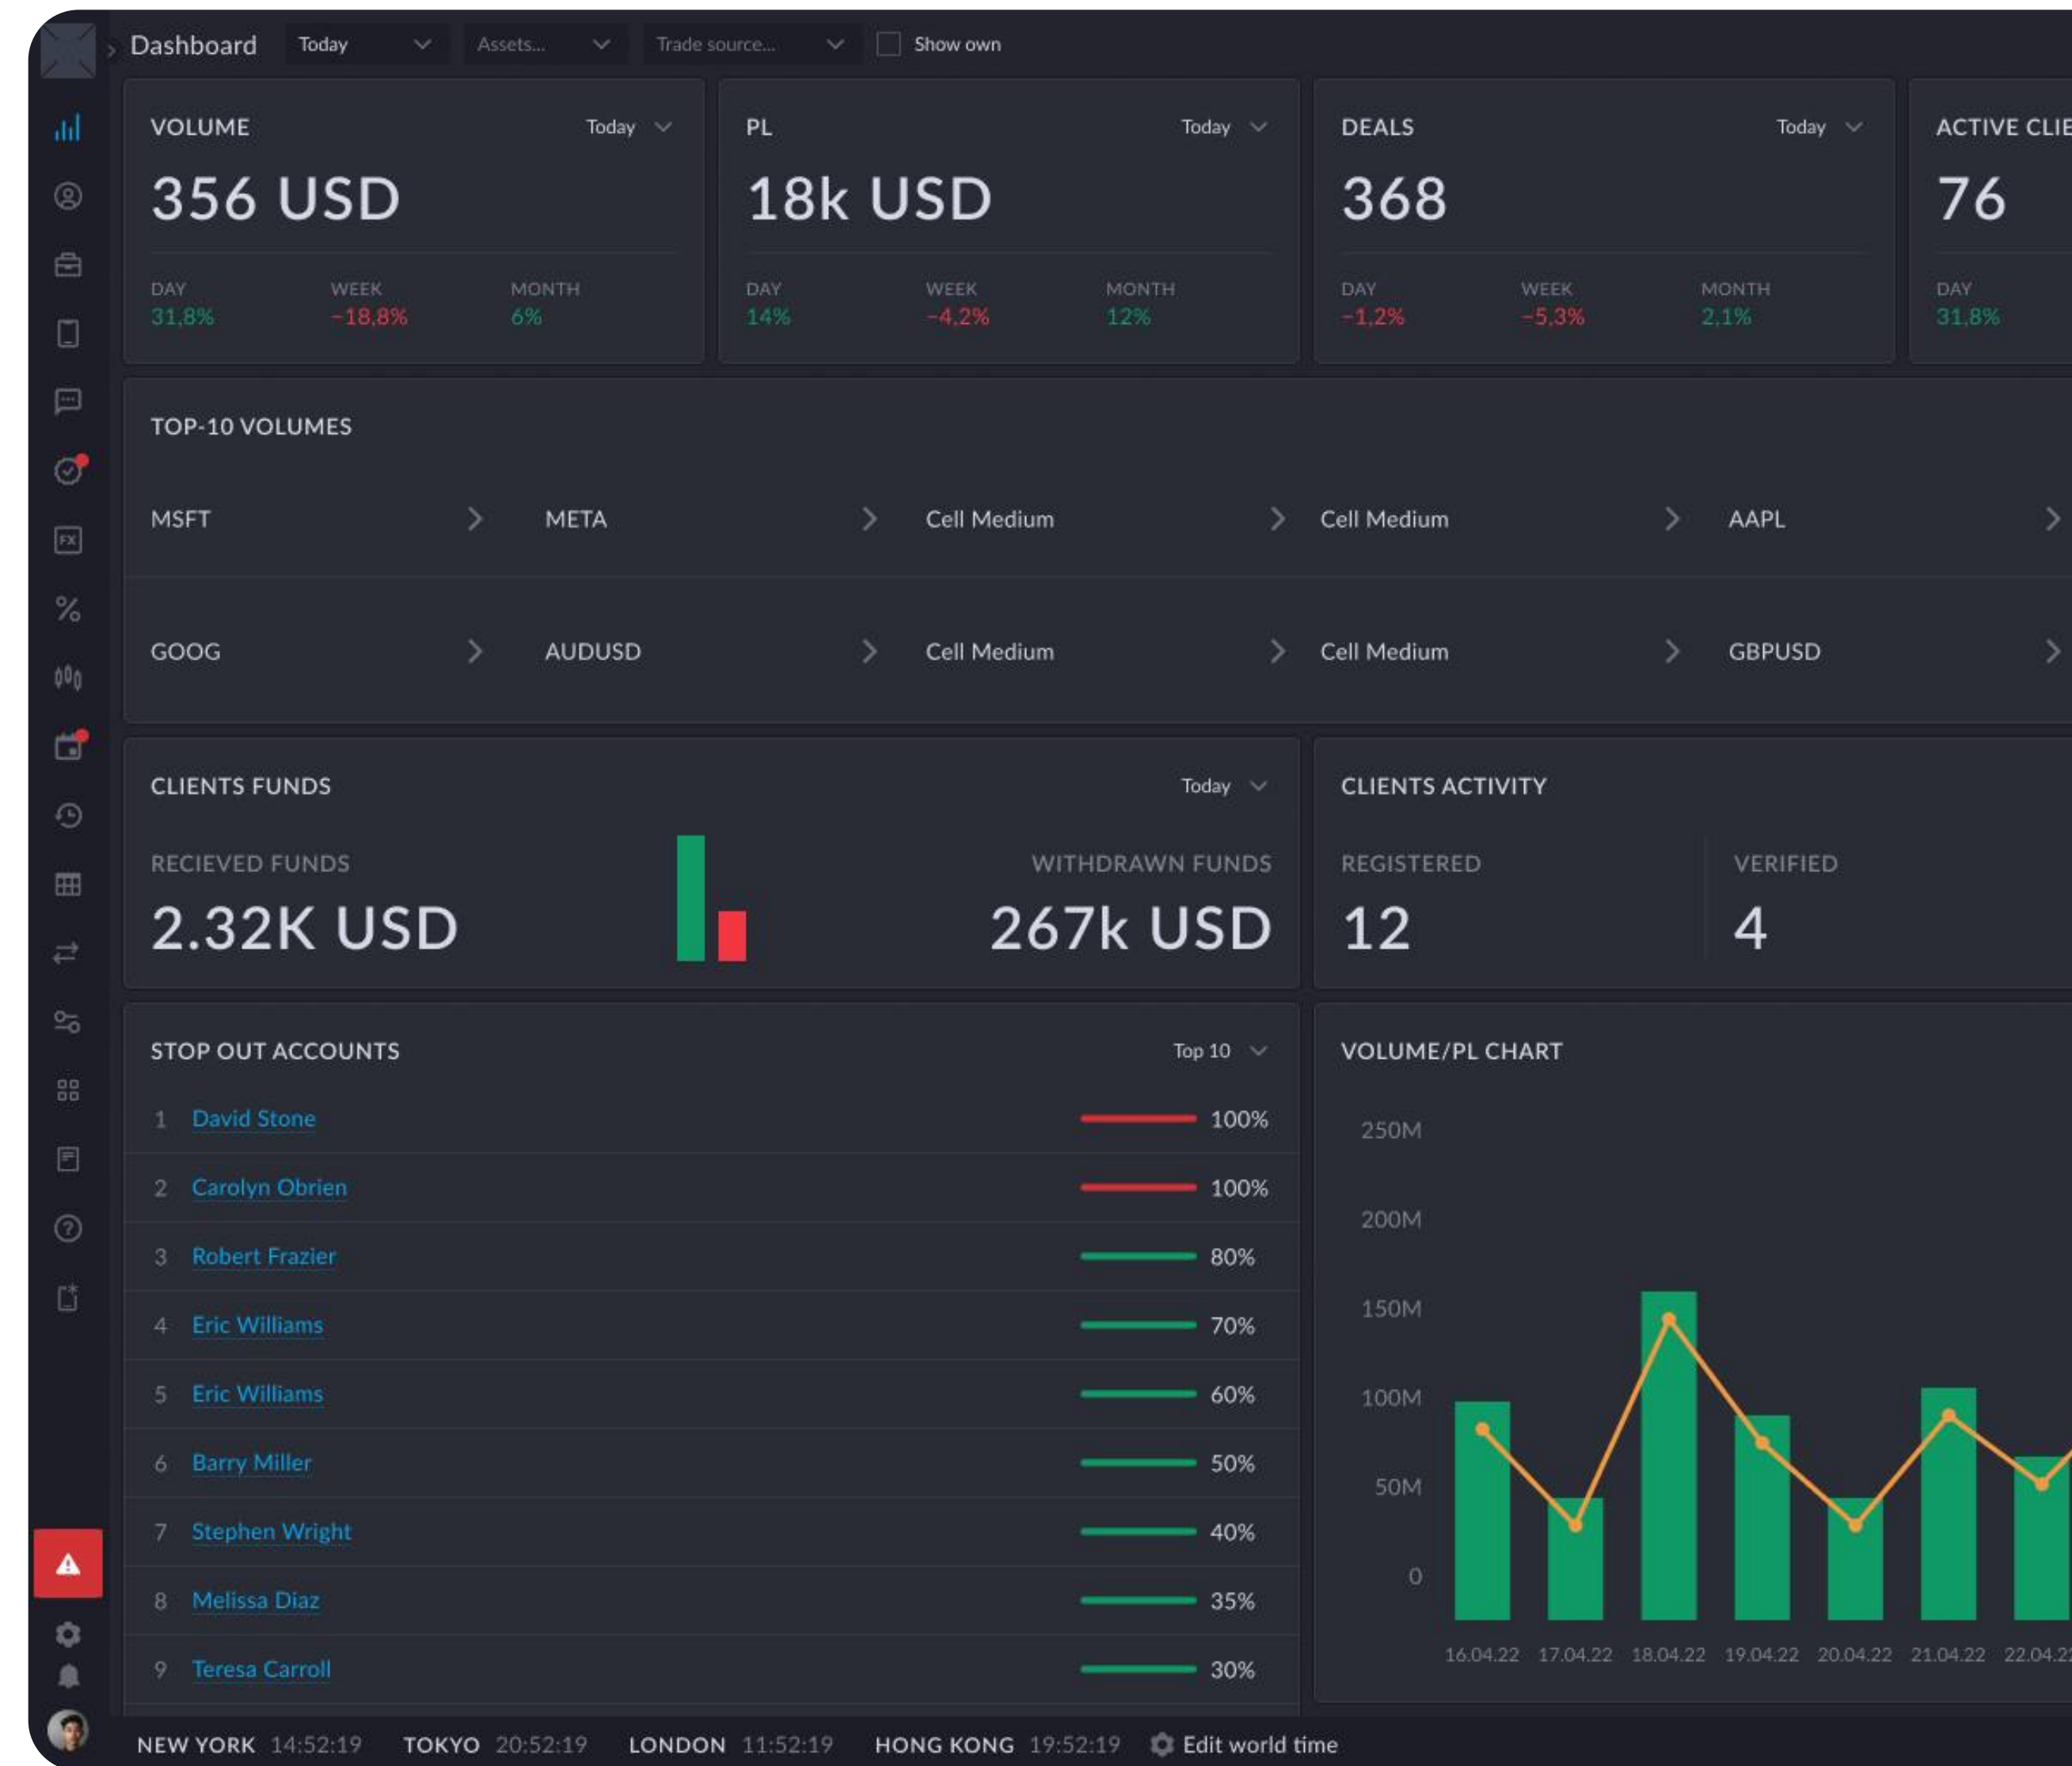 Dashboard Today Assets... Trade source... Show own
VOLUME Today
356 USD
DAY WEEK MONTH
31,8% −18,8% 6%
PL Today
18k USD
DAY WEEK MONTH
14% −4,2% 12%
DEALS Today
368
DAY WEEK MONTH
−1,2% −5,3% 2,1%
ACTIVE CLIE
76
DAY
31,8%
TOP-10 VOLUMES
MSFT META Cell Medium Cell Medium AAPL
GOOG AUDUSD Cell Medium Cell Medium GBPUSD
CLIENTS FUNDS Today
RECIEVED FUNDS WITHDRAWN FUNDS
2.32K USD 267k USD
CLIENTS ACTIVITY
REGISTERED VERIFIED
12 4
STOP OUT ACCOUNTS Top 10
1 David Stone 100%
2 Carolyn Obrien 100%
3 Robert Frazier 80%
4 Eric Williams 70%
5 Eric Williams 60%
6 Barry Miller 50%
7 Stephen Wright 40%
8 Melissa Diaz 35%
9 Teresa Carroll 30%
VOLUME/PL CHART
250M
200M
150M
100M
50M
0
16.04.22 17.04.22 18.04.22 19.04.22 20.04.22 21.04.22 22.04.22
FX
NEW YORK 14:52:19 TOKYO 20:52:19 LONDON 11:52:19 HONG KONG 19:52:19 Edit world time